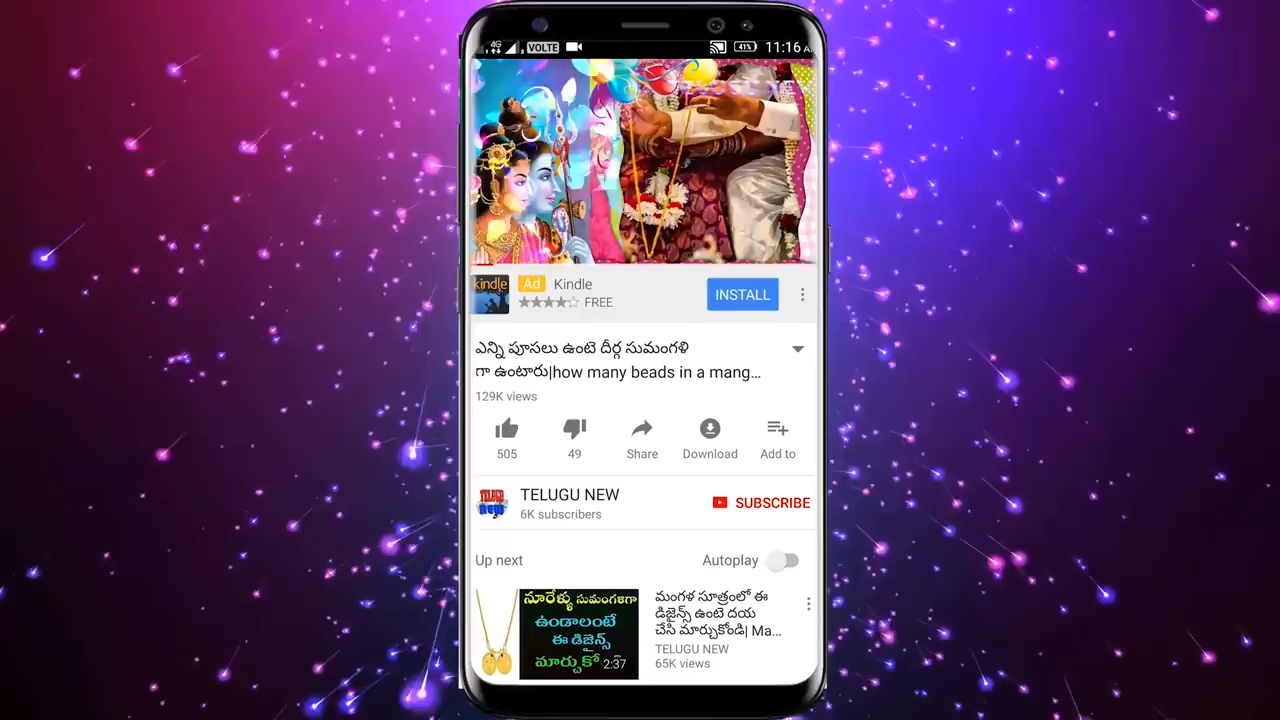 4G
VOLTE
41%
11:16 A
kindle
Ad Kindle
FREE
INSTALL
ఎన్ని పూసలు ఉంటె దీర్గ సుమంగళి
గా ఉంటారు|how many beads in a mang...
129K views
505
49
Share
Download
Add to
TELUGU NEW
TELUGU NEW
6K subscribers
SUBSCRIBE
Up next
Autoplay
నూరేళ్ళు సుమంగళిగా
ఉండాలంటే
ఈ డిజైన్స్
మార్చుకో
2:37
మంగళ సూత్రంలో ఈ
డిజైన్స్ ఉంటె దయ
చేసి మార్చుకోండి| Ma...
TELUGU NEW
65K views